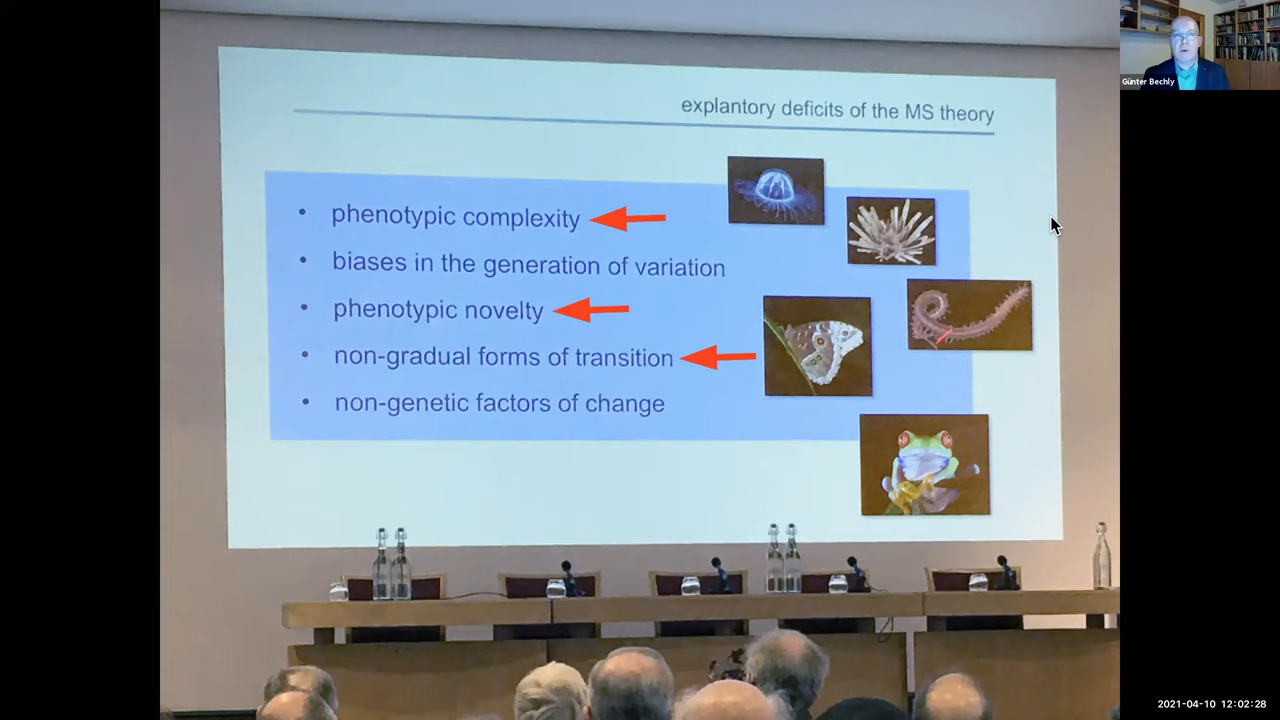 explantory deficits of the MS theory
• phenotypic complexity
• biases in the generation of variation
• phenotypic novelty
• non-gradual forms of transition
• non-genetic factors of change
Günter Bechly
2021-04-10 12:02:28